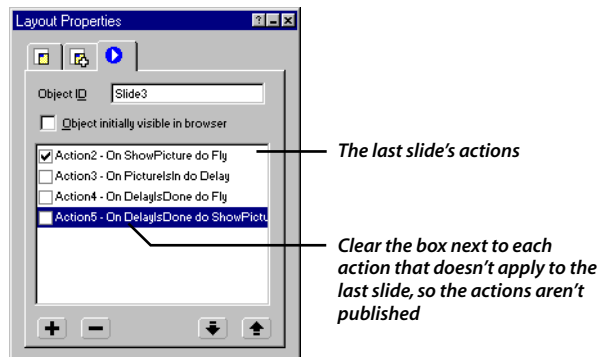 Layout Properties
Object ID Slide3
Object initially visible in browser
Action2 - On ShowPicture do Fly
Action3 - On PictureIsIn do Delay
Action4 - On DelayIsDone do Fly
Action5 - On DelayIsDone do ShowPictu
The last slide's actions
Clear the box next to each
action that doesn't apply to the
last slide, so the actions aren't
published